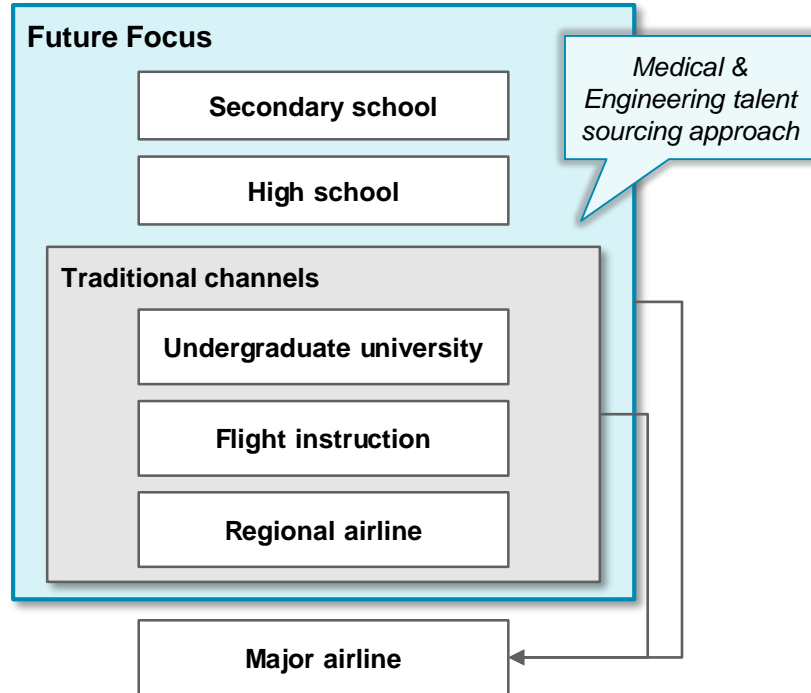 Future Focus
Medical &
Engineering talent
sourcing approach
Secondary school
High school
Traditional channels
Undergraduate university
Flight instruction
Regional airline
Major airline